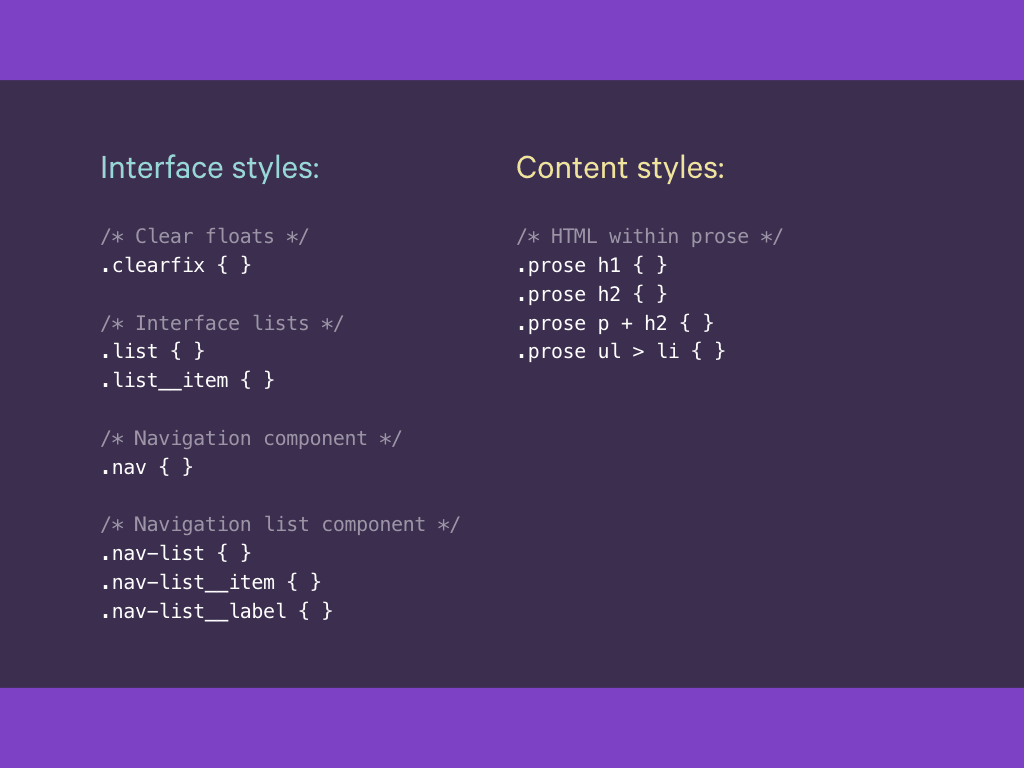 Interface styles:
/* Clear floats */
.clearfix { }
/* Interface lists */
.list { }
.list__item { }
/* Navigation component */
.nav { }
/* Navigation list component */
.nav-list { }
.nav-list__item { }
.nav-list__label { }
Content styles:
/* HTML within prose */
.prose h1 { }
.prose h2 { }
.prose p + h2 { }
.prose ul > li { }